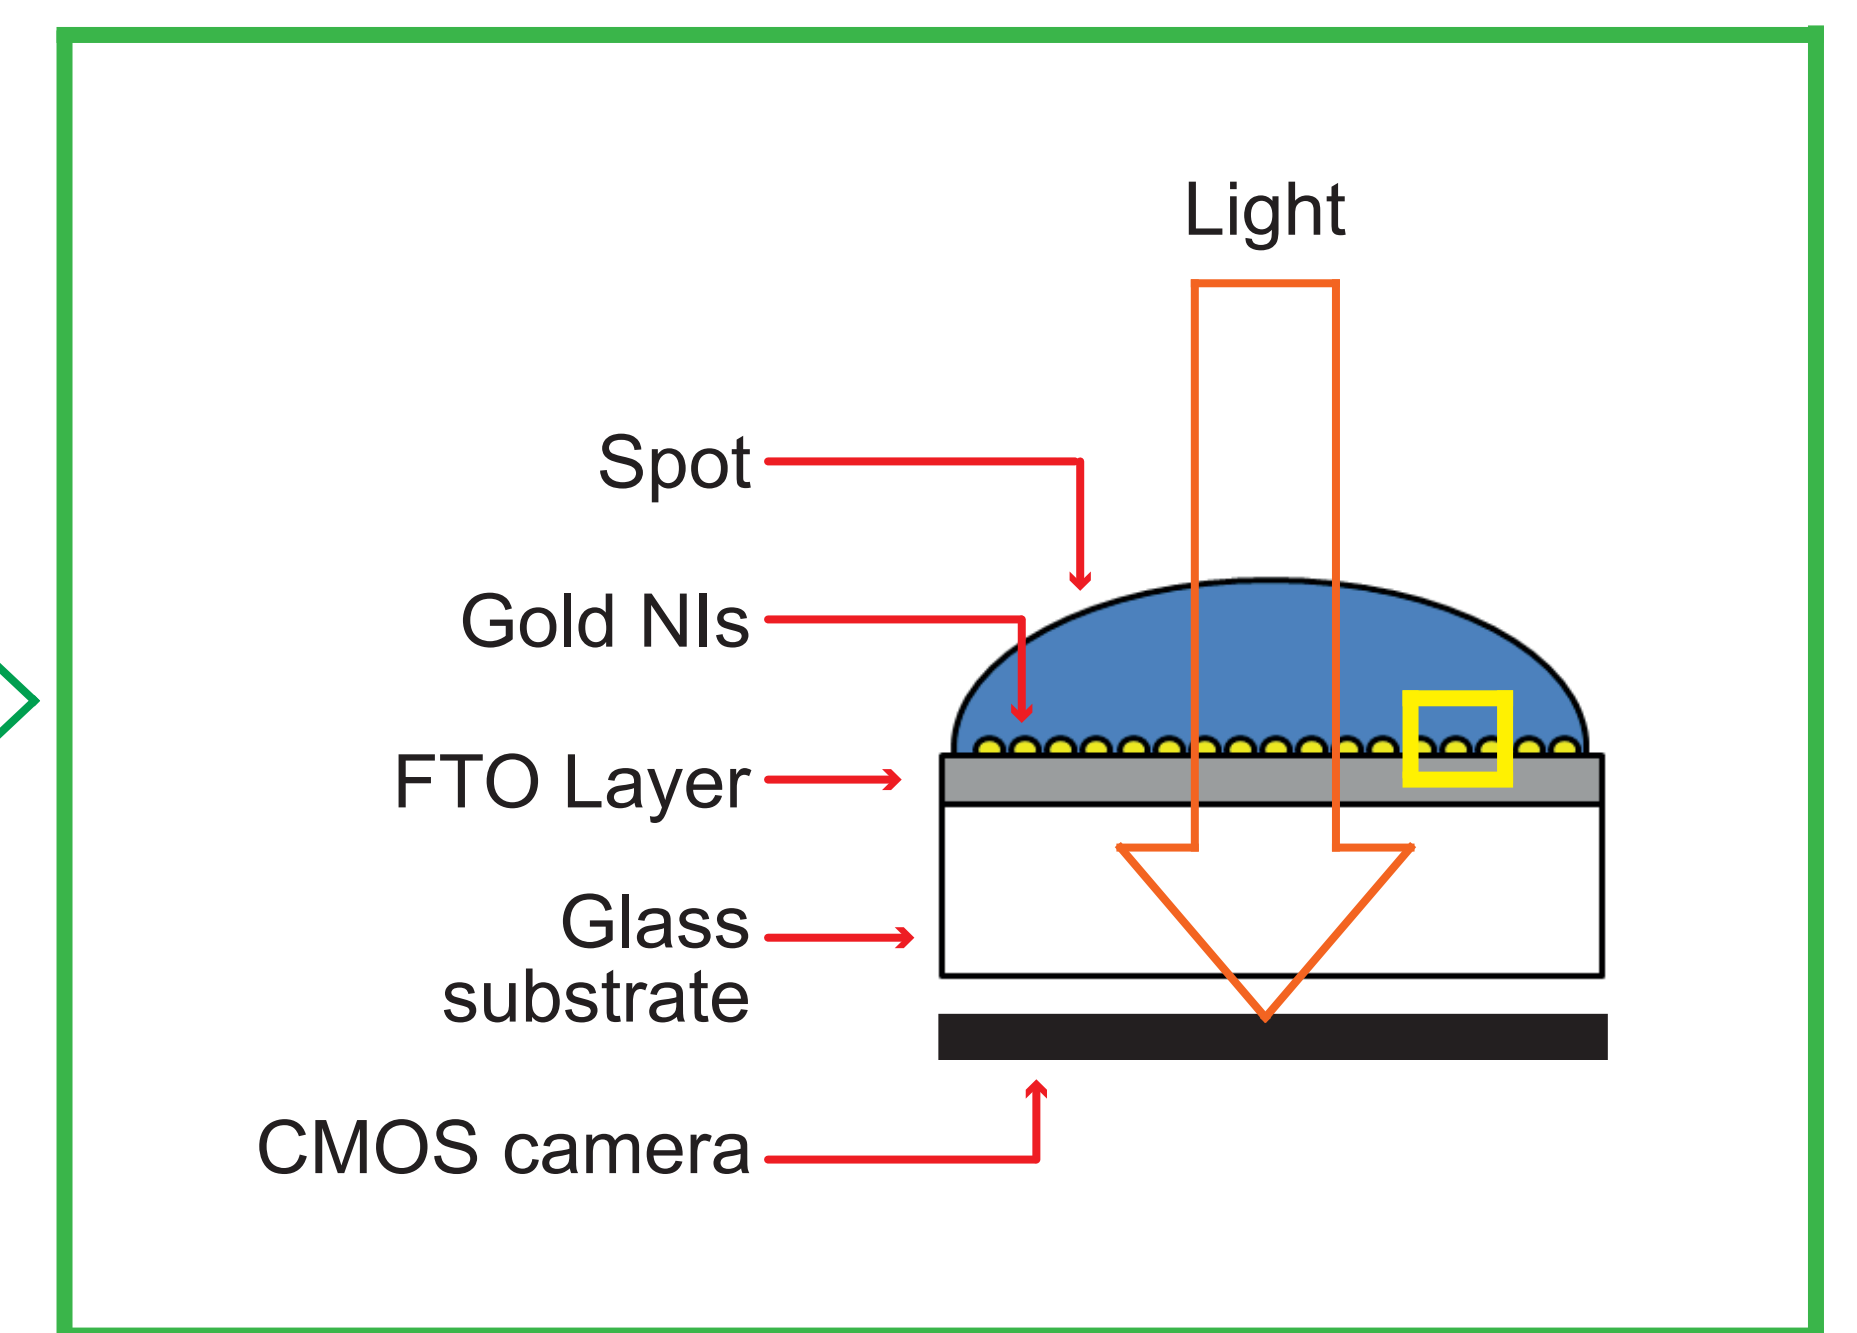 Light
Spot
Gold NIs
FTO Layer
Glass
substrate
CMOS camera